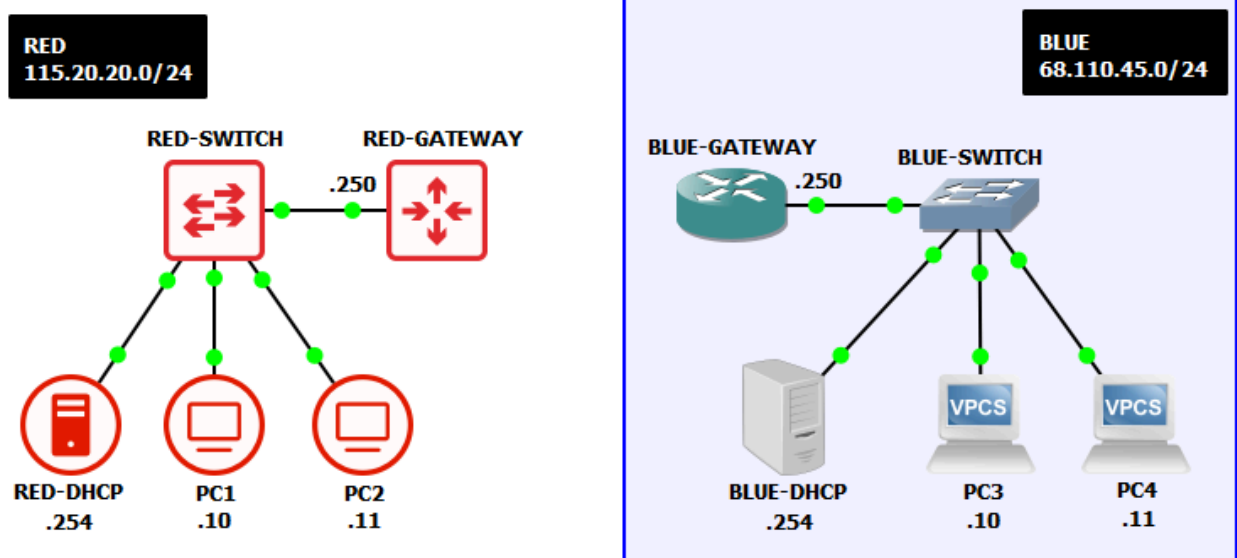 RED
115.20.20.0/24
RED-SWITCH
RED-GATEWAY
.250
RED-DHCP
.254
PC1
.10
PC2
.11
BLUE
68.110.45.0/24
BLUE-GATEWAY
.250
BLUE-SWITCH
VPCS
VPCS
BLUE-DHCP
.254
PC3
.10
PC4
.11